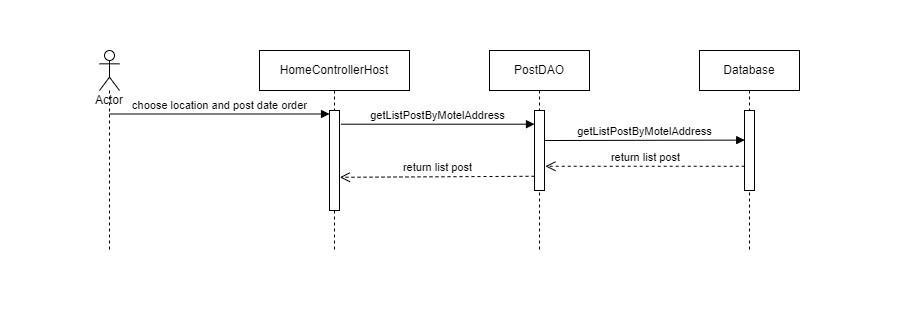 HomeControllerHost
PostDAO
Database
Actor
choose location and post date order
getListPostByMotelAddress
getListPostByMotelAddress
return list post
return list post